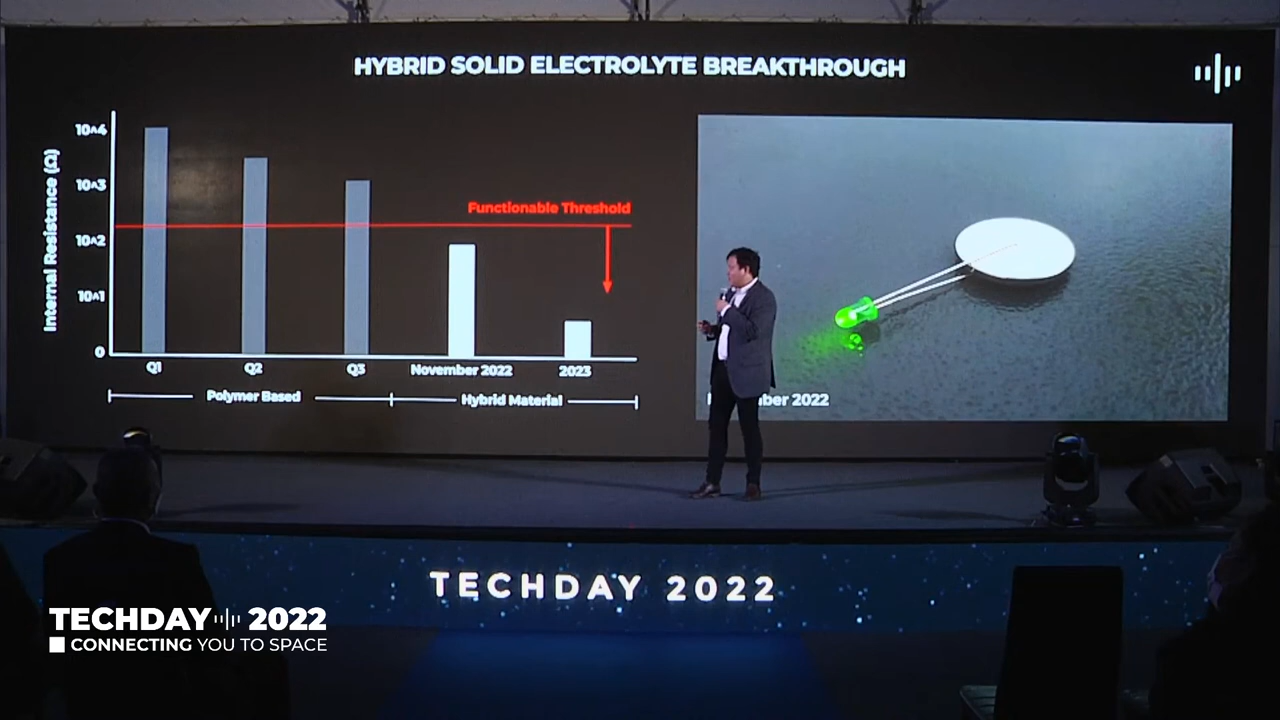 HYBRID SOLID ELECTROLYTE BREAKTHROUGH
Internal Resistance (Ω)
10^4
10^3
10^2
10^1
0
Functionable Threshold
Q1
Q2
Q3
November 2022
2023
Polymer Based
Hybrid Material
2022
TECHDAY 2022
TECHDAY 2022
CONNECTING YOU TO SPACE